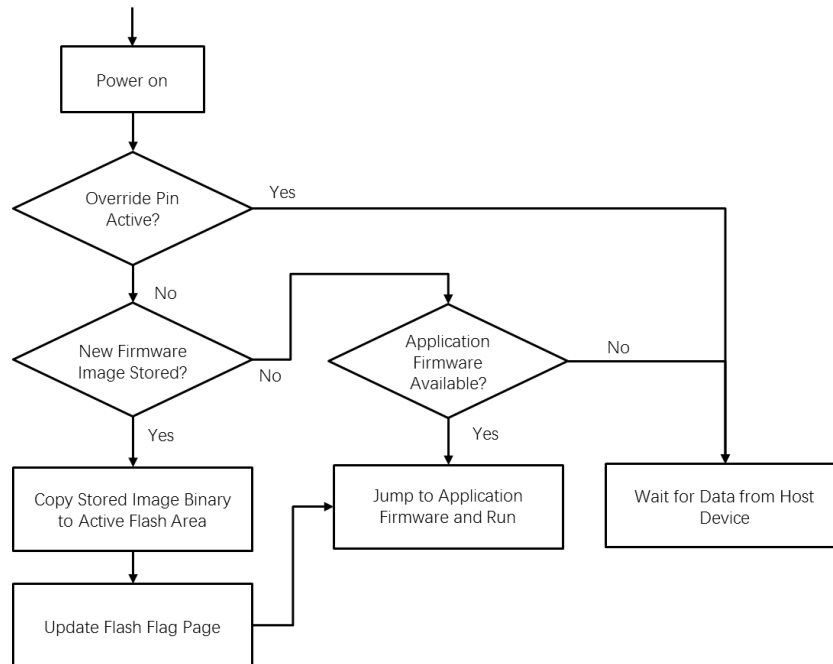 Power on
Override Pin
Active?
Yes
No
New Firmware
Image Stored?
No
Application
Firmware
Available?
No
Yes
Yes
Copy Stored Image Binary
to Active Flash Area
Jump to Application
Firmware and Run
Wait for Data from Host
Device
Update Flash Flag Page